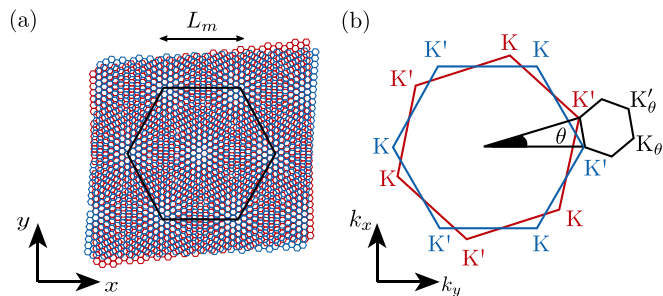 (a)
L_m
y
x
(b)
K' K K
K' K'
K K'_θ
θ K_θ
K K'
K
K' K' K
k_x
k_y